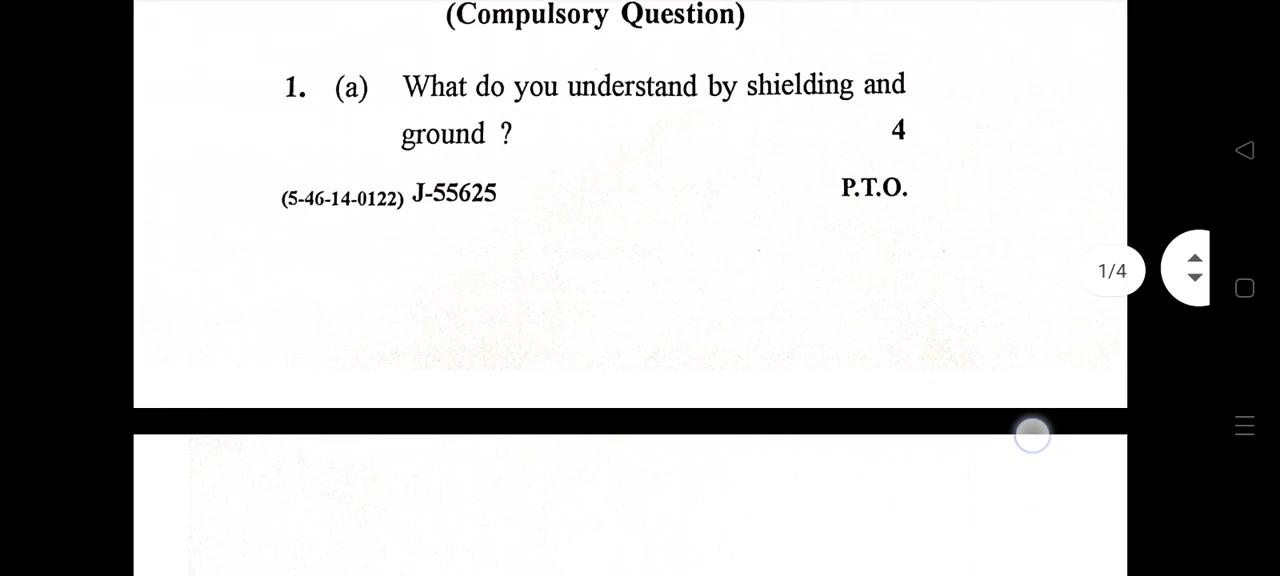 (Compulsory Question)
1. (a) What do you understand by shielding and
ground ? 4
(5-46-14-0122) J-55625 P.T.O.
1/4